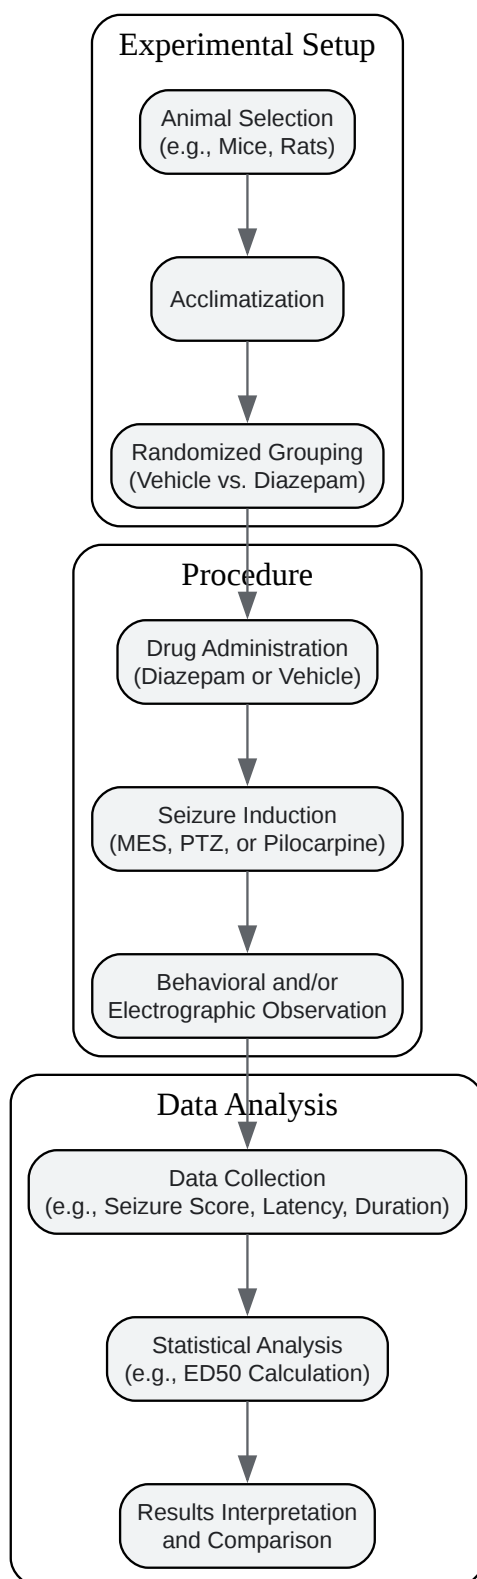 Experimental Setup
Animal Selection
(e.g., Mice, Rats)
Acclimatization
Randomized Grouping
(Vehicle vs. Diazepam)
Procedure
Drug Administration
(Diazepam or Vehicle)
Seizure Induction
(MES, PTZ, or Pilocarpine)
Behavioral and/or
Electrographic Observation
Data Analysis
Data Collection
(e.g., Seizure Score, Latency, Duration)
Statistical Analysis
(e.g., ED50 Calculation)
Results Interpretation
and Comparison